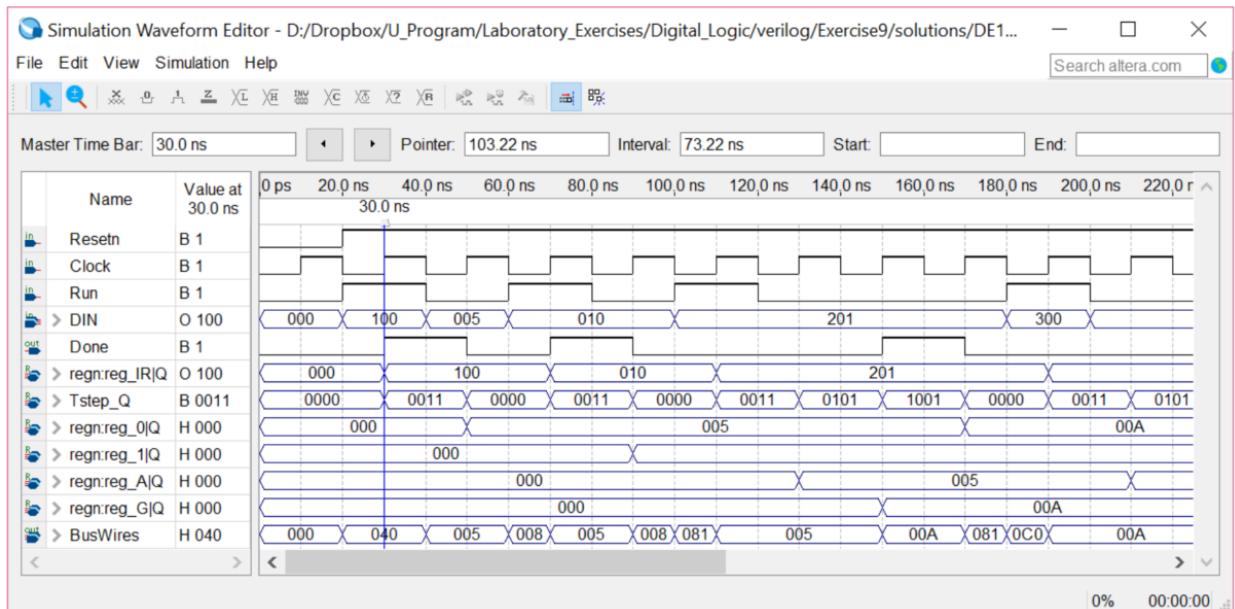 Simulation Waveform Editor - D:/Dropbox/U_Program/Laboratory_Exercises/Digital_Logic/verilog/Exercise9/solutions/DE1...
File Edit View Simulation Help
Search altera.com
Master Time Bar: 30.0 ns Pointer: 103.22 ns Interval: 73.22 ns Start: End:
Name Value at 30.0 ns 0 ps 20.0 ns 40.0 ns 60.0 ns 80.0 ns 100.0 ns 120.0 ns 140.0 ns 160.0 ns 180.0 ns 200.0 ns 220.0 n
30.0 ns
Resetn B 1
Clock B 1
Run B 1
DIN O 100 000 100 005 010 201 300
Done B 1
regn:reg_IR|Q O 100 000 100 010 201
Tstep_Q B 0011 0000 0011 0000 0011 0000 0011 0101 1001 0000 0011 0101
regn:reg_0|Q H 000 000 005 00A
regn:reg_1|Q H 000 000
regn:reg_A|Q H 000 000 005
regn:reg_G|Q H 000 000 00A
BusWires H 040 000 040 005 008 005 008 081 005 00A 081 0C0 00A
0% 00:00:00